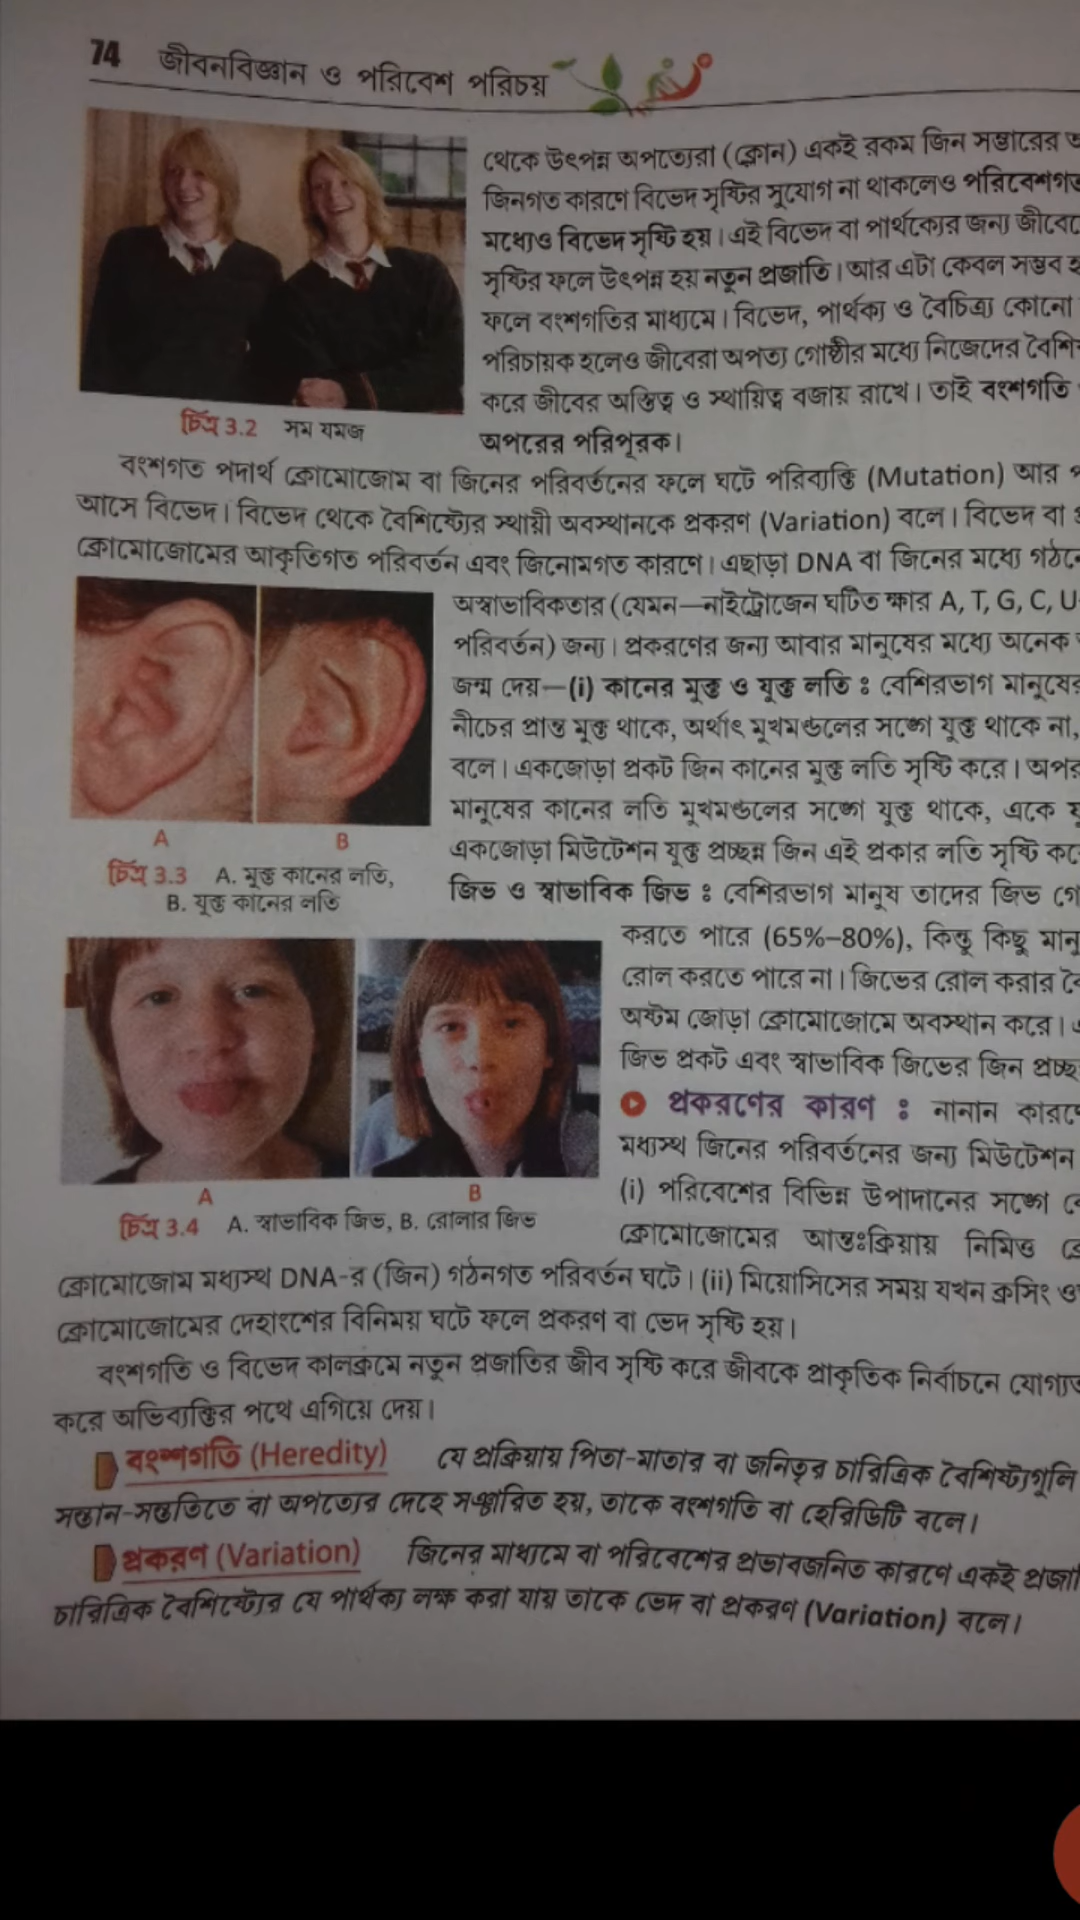 74 জীবনবিজ্ঞান ও পরিবেশ পরিচয়
থেকে উৎপন্ন অপত্যেরা (ক্লোন) একই রকম জিন সম্ভারের
জিনগত কারণে বিভেদ সৃষ্টির সুযোগ না থাকলেও পরিবেশগত
মধ্যেও বিভেদ সৃষ্টি হয়। এই বিভেদ বা পার্থক্যের জন্য
সৃষ্টির ফলে উৎপন্ন হয় নতুন প্রজাতি। আর এটা কেবল সম্ভব
ফলে বংশগতির মাধ্যমে। বিভেদ, পার্থক্য ও বৈচিত্র্য কোনো
পরিচায়ক হলেও জীবেরা অপত্য গোষ্ঠীর মধ্যে নিজেদের
করে জীবের অস্তিত্ব ও স্থায়িত্ব বজায় রাখে। তাই বংশগতি
অপরের পরিপূরক।
চিত্র 3.2 সম যমজ
বংশগত পদার্থ ক্রোমোজোম বা জিনের পরিবর্তনের ফলে ঘটে পরিব্যক্তি (Mutation) আর
আসে বিভেদ। বিভেদ থেকে বৈশিষ্ট্যের স্থায়ী অবস্থানকে প্রকরণ (Variation) বলে। বিভেদ বা
ক্রোমোজোমের আকৃতিগত পরিবর্তন এবং জিনোমগত কারণে। এছাড়া DNA বা জিনের মধ্যে
অস্বাভাবিকতার (যেমন—নাইট্রোজেন ঘটিত ক্ষার A, T, G, C, U
পরিবর্তন) জন্য। প্রকরণের জন্য আবার মানুষের মধ্যে অনেক
জন্ম দেয়—(i) কানের মুক্ত ও যুক্ত লতি : বেশিরভাগ মানুষের
নীচের প্রান্ত মুক্ত থাকে, অর্থাৎ মুখমণ্ডলের সঙ্গে যুক্ত থাকে না,
বলে। একজোড়া প্রকট জিন কানের মুক্ত লতি সৃষ্টি করে।
মানুষের কানের লতি মুখমণ্ডলের সঙ্গে যুক্ত থাকে, একে
একজোড়া মিউটেশন যুক্ত প্রচ্ছন্ন জিন এই প্রকার লতি সৃষ্টি
জিভ ও স্বাভাবিক জিভ : বেশিরভাগ মানুষ তাদের জিভ
A B
চিত্র 3.3 A. মুক্ত কানের লতি,
B. যুক্ত কানের লতি
করতে পারে (65%–80%), কিন্তু কিছু
রোল করতে পারে না। জিভের রোল করার
অষ্টম জোড়া ক্রোমোজোমে অবস্থান করে।
জিভ প্রকট এবং স্বাভাবিক জিভের জিন
প্রকরণের কারণ : নানান
মধ্যস্থ জিনের পরিবর্তনের জন্য মিউটেশন
(i) পরিবেশের বিভিন্ন উপাদানের সঙ্গে
ক্রোমোজোমের আন্তঃক্রিয়ায় নিমিত্ত
A B
চিত্র 3.4 A. স্বাভাবিক জিভ, B. রোলার জিভ
ক্রোমোজোম মধ্যস্থ DNA-র (জিন) গঠনগত পরিবর্তন ঘটে। (ii) মিয়োসিসের সময় যখন ক্রসিং
ক্রোমোজোমের দেহাংশের বিনিময় ঘটে ফলে প্রকরণ বা ভেদ সৃষ্টি হয়।
বংশগতি ও বিভেদ কালক্রমে নতুন প্রজাতির জীব সৃষ্টি করে জীবকে প্রাকৃতিক নির্বাচনে
করে অভিব্যক্তির পথে এগিয়ে দেয়।
বংশগতি (Heredity) যে প্রক্রিয়ায় পিতা-মাতার বা জনিতৃর চারিত্রিক বৈশিষ্ট্যগুলি
সন্তান-সন্ততিতে বা অপত্যের দেহে সঞ্চারিত হয়, তাকে বংশগতি বা হেরিডিটি বলে।
প্রকরণ (Variation) জিনের মাধ্যমে বা পরিবেশের প্রভাবজনিত কারণে একই
চারিত্রিক বৈশিষ্ট্যের যে পার্থক্য লক্ষ করা যায় তাকে ভেদ বা প্রকরণ (Variation) বলে।